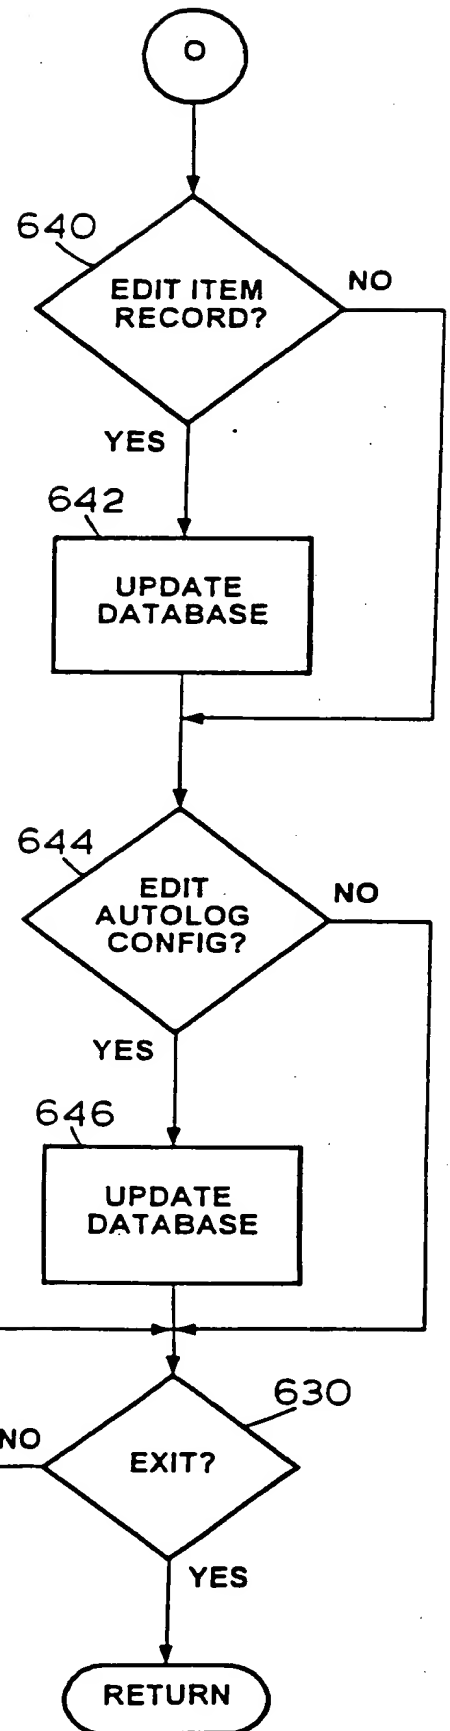 O
640
EDIT ITEM
RECORD?
NO
YES
642
UPDATE
DATABASE
644
EDIT
AUTOLOG
CONFIG?
NO
YES
646
UPDATE
DATABASE
630
NO
EXIT?
YES
RETURN